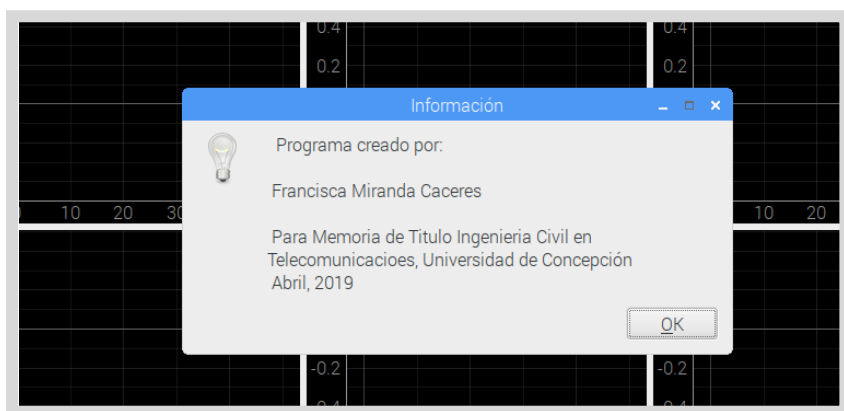 0.4
0.4
0.2
0.2
Información
Programa creado por:
Francisca Miranda Caceres
Para Memoria de Titulo Ingenieria Civil en
Telecomunicacioes, Universidad de Concepción
Abril, 2019
OK
10 20 30
10 20
-0.2
-0.2